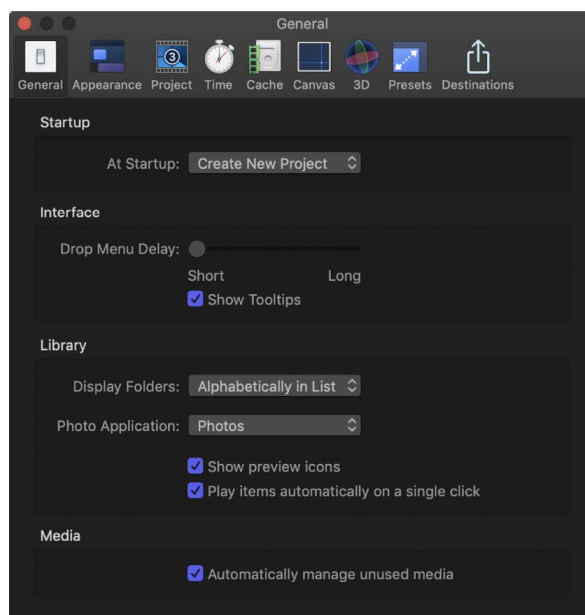 General
3
General Appearance Project Time Cache Canvas 3D Presets Destinations
Startup
At Startup: Create New Project
Interface
Drop Menu Delay:
Short Long
Show Tooltips
Library
Display Folders: Alphabetically in List
Photo Application: Photos
Show preview icons
Play items automatically on a single click
Media
Automatically manage unused media